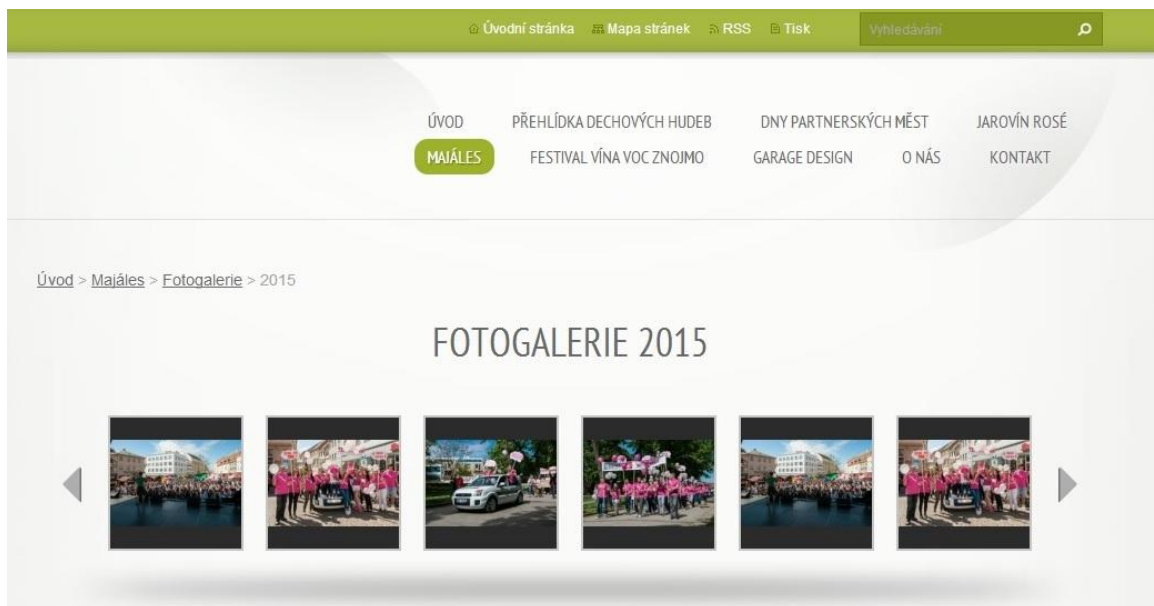 Úvodní stránka Mapa stránek RSS Tisk Vyhledávání
ÚVOD PŘEHLÍDKA DECHOVÝCH HUDEB DNY PARTNERSKÝCH MĚST JAROVÍN ROSÉ
MAJÁLES FESTIVAL VÍNA VOC ZNOJMO GARAGE DESIGN O NÁS KONTAKT
Úvod > Majáles > Fotogalerie > 2015
FOTOGALERIE 2015